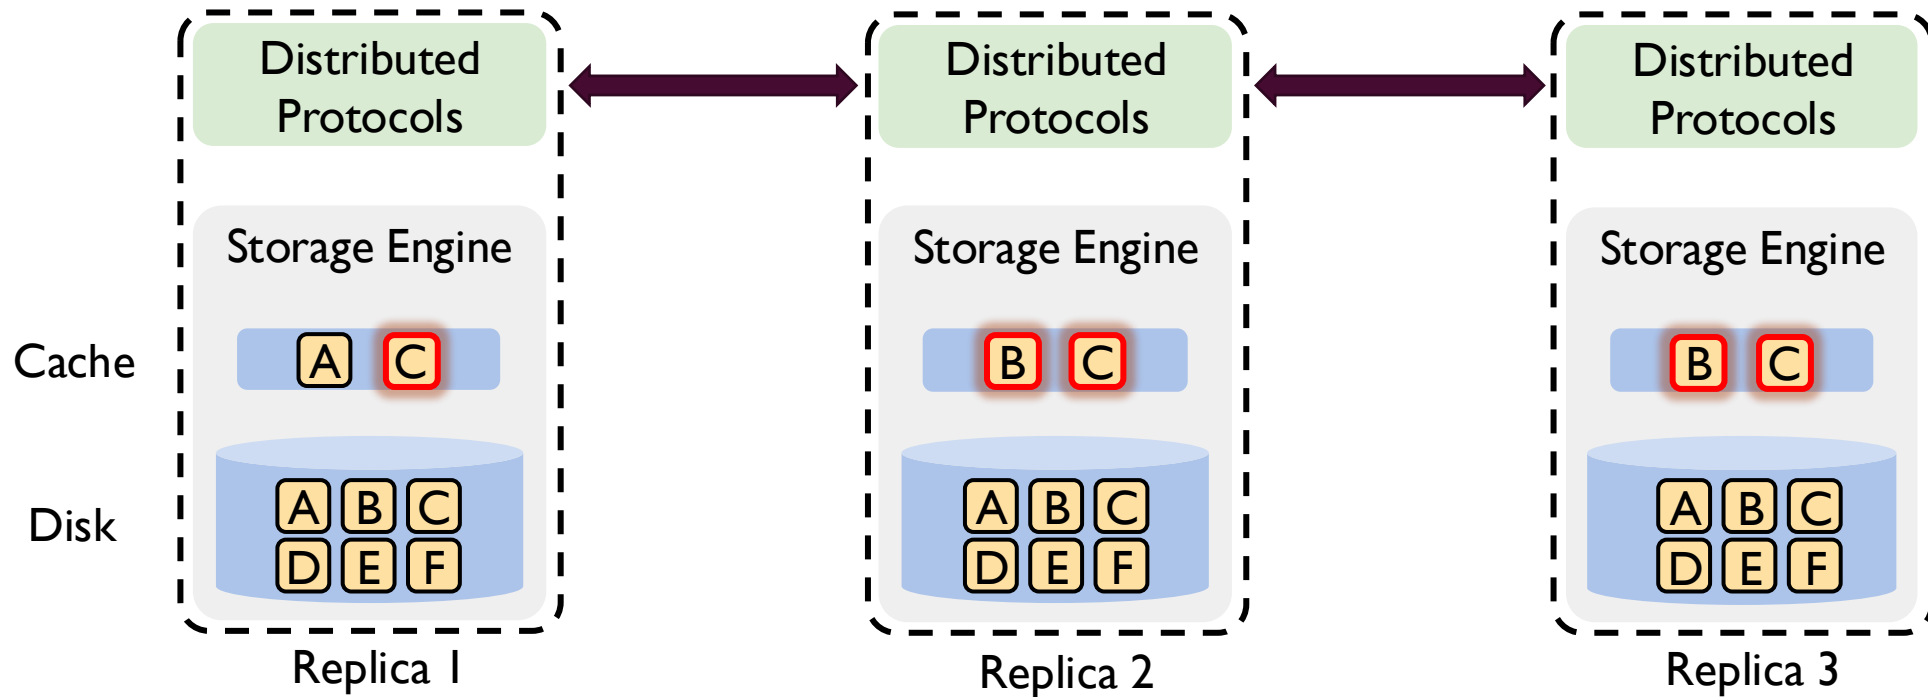 Distributed
Protocols
Distributed
Protocols
Distributed
Protocols
Storage Engine
Storage Engine
Storage Engine
Cache
A C
B C
B C
Disk
A B C
D E F
A B C
D E F
A B C
D E F
Replica 1
Replica 2
Replica 3